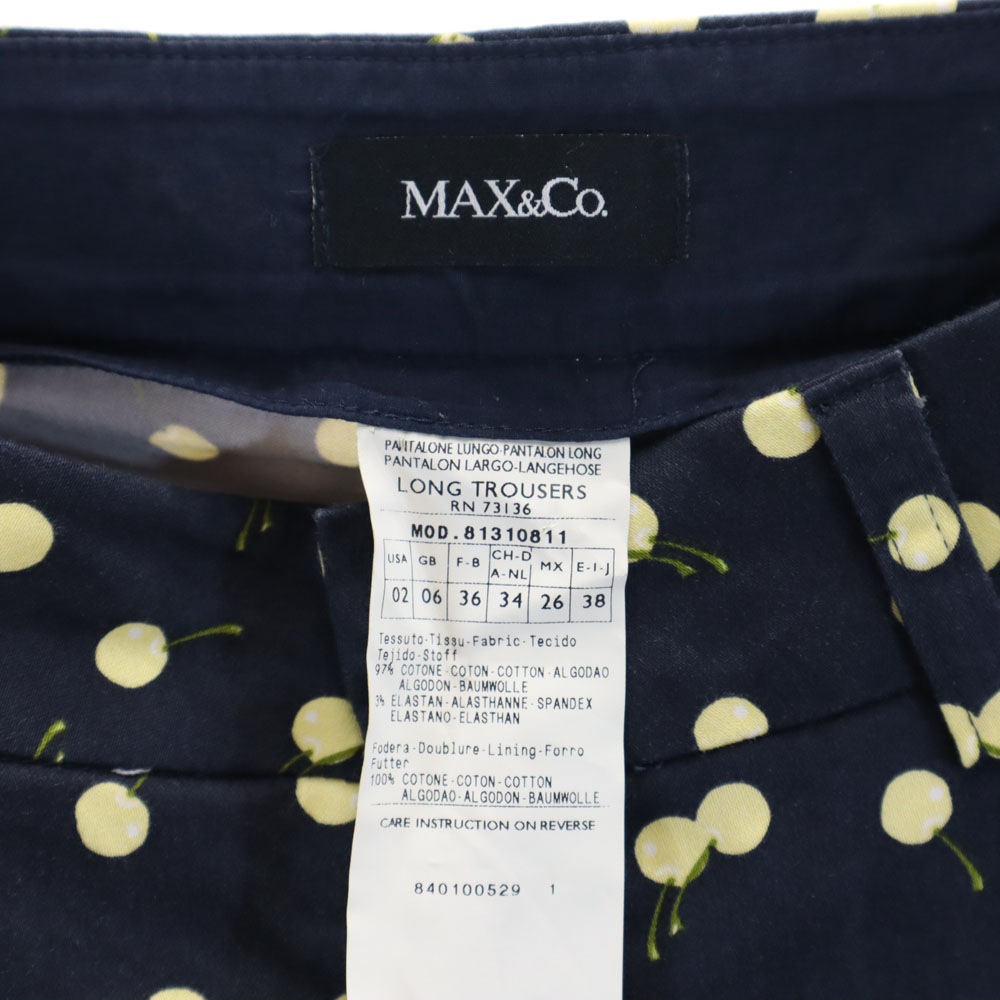 MAX&Co.
PANTALONE LUNGO-PANTALON LONG
PANTALON LARGO-LANGEHOSE
LONG TROUSERS
RN 73136
MOD.81310811
USA GB F-B CH-D A-NL MX E-I-J
02 06 36 34 26 38
Tessuto-Tissu-Fabric-Tecido
Tejido-Stoff
97% COTONE-COTON-COTTON-ALGODAO
ALGODON-BAUMWOLLE
3% ELASTAN-ALASTHANNE-SPANDEX
ELASTANO-ELASTHAN
Fodera-Doublure-Lining-Forro
Futter
100% COTONE-COTON-COTTON
ALGODAO-ALGODON-BAUMWOLLE
CARE INSTRUCTION ON REVERSE
840100529 1